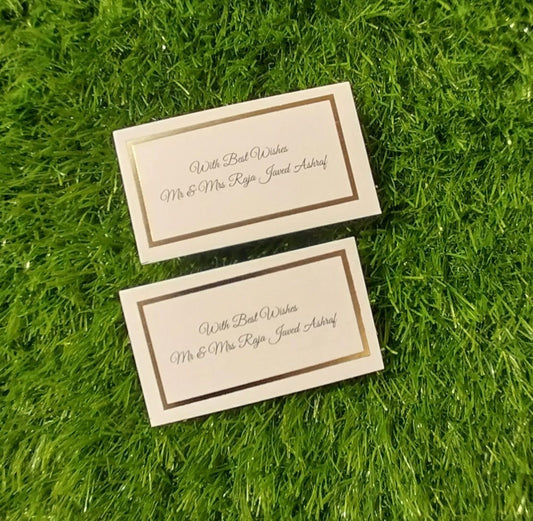 With Best Wishes
Mr & Mrs Raja Javed Ashraf
With Best Wishes
Mr & Mrs Raja Javed Ashraf